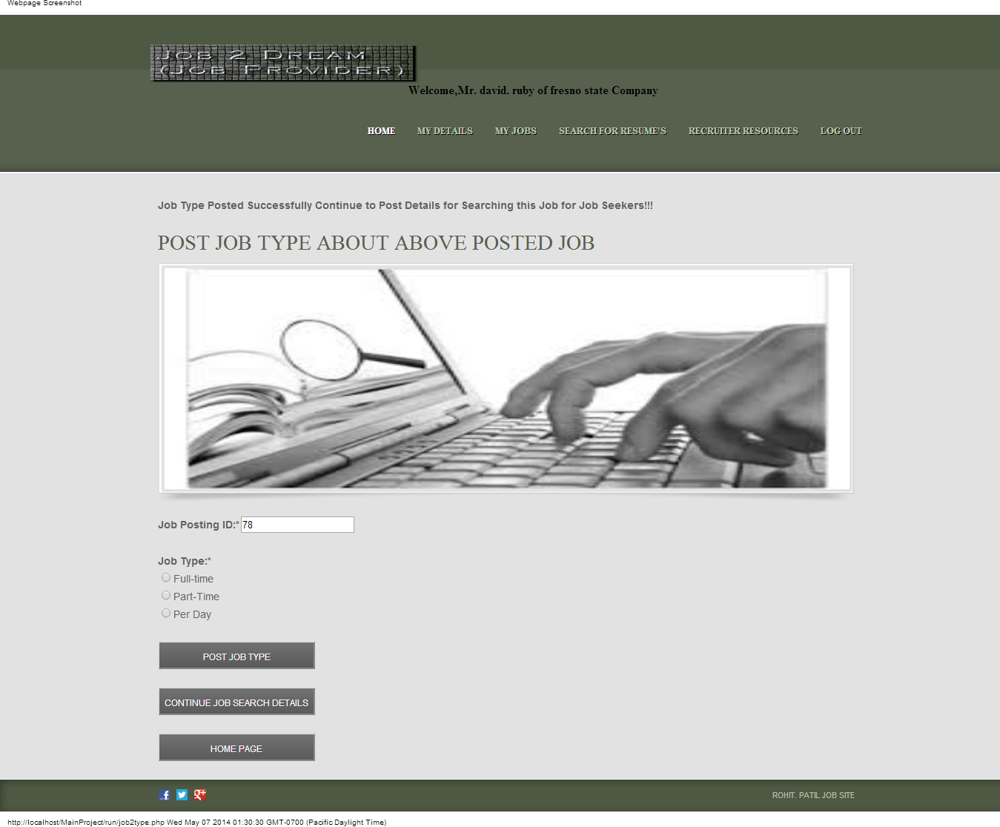 Webpage Screenshot
Job 2 Dream
(Job Provider)
Welcome,Mr. david. ruby of fresno state Company
HOME MY DETAILS MY JOBS SEARCH FOR RESUME'S RECRUITER RESOURCES LOG OUT
Job Type Posted Successfully Continue to Post Details for Searching this Job for Job Seekers!!!
POST JOB TYPE ABOUT ABOVE POSTED JOB
Job Posting ID:* 78
Job Type:*
Full-time
Part-Time
Per Day
POST JOB TYPE
CONTINUE JOB SEARCH DETAILS
HOME PAGE
ROHIT. PATIL JOB SITE
http://localhost/MainProject/run/job2type.php Wed May 07 2014 01:30:30 GMT-0700 (Pacific Daylight Time)